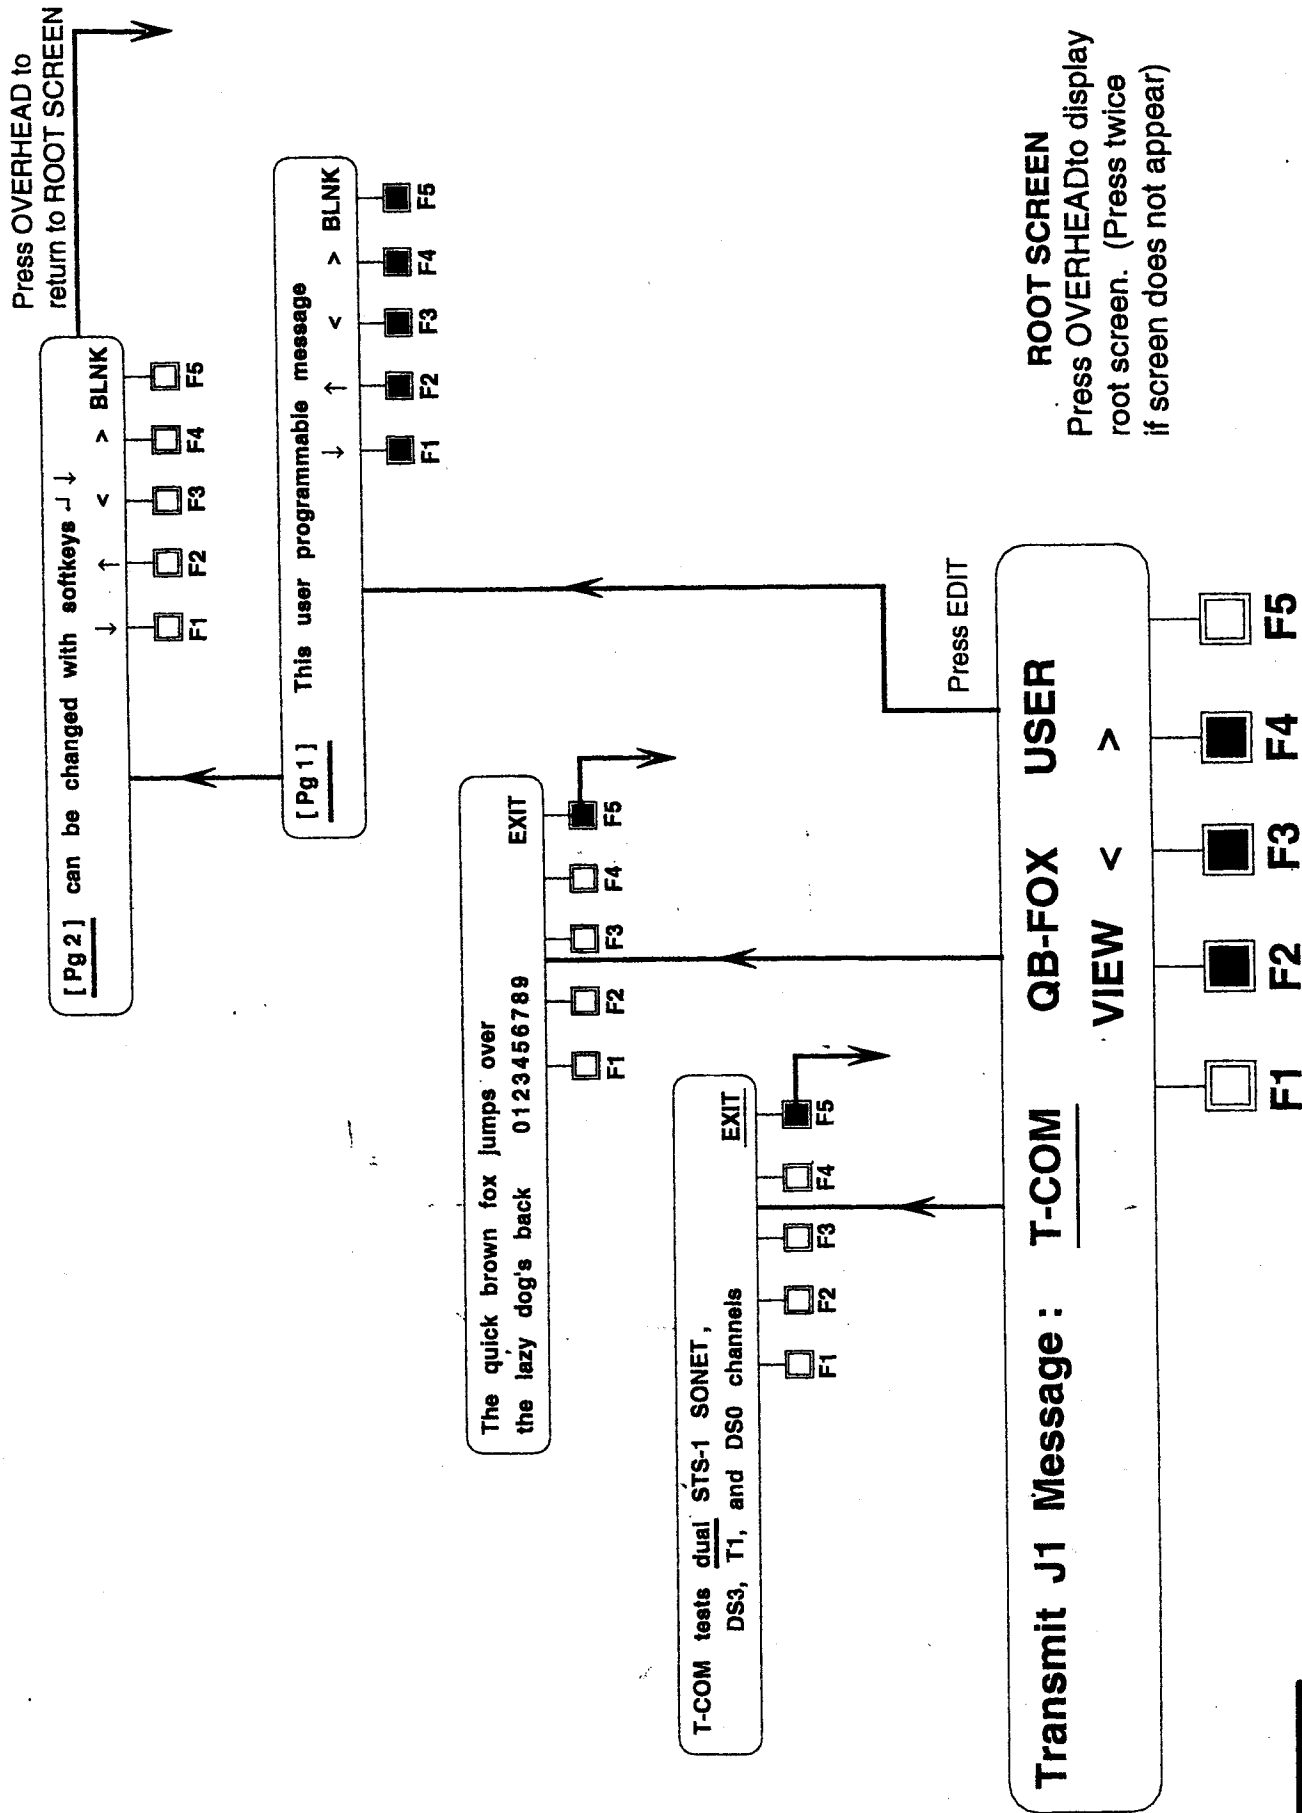 Press OVERHEAD to
return to ROOT SCREEN
[Pg 2] can be changed with softkeys ↵ ↓
↓ ↑ < > BLNK
F1 F2 F3 F4 F5
[Pg 1] This user programmable message
↓ ↑ < > BLNK
F1 F2 F3 F4 F5
The quick brown fox jumps over
the lazy dog's back 0123456789 EXIT
F1 F2 F3 F4 F5
T-COM tests dual STS-1 SONET,
DS3, T1, and DS0 channels EXIT
F1 F2 F3 F4 F5
Press EDIT
Transmit J1 Message: T-COM QB-FOX USER
VIEW < >
F1 F2 F3 F4 F5
ROOT SCREEN
Press OVERHEADto display
root screen. (Press twice
if screen does not appear)